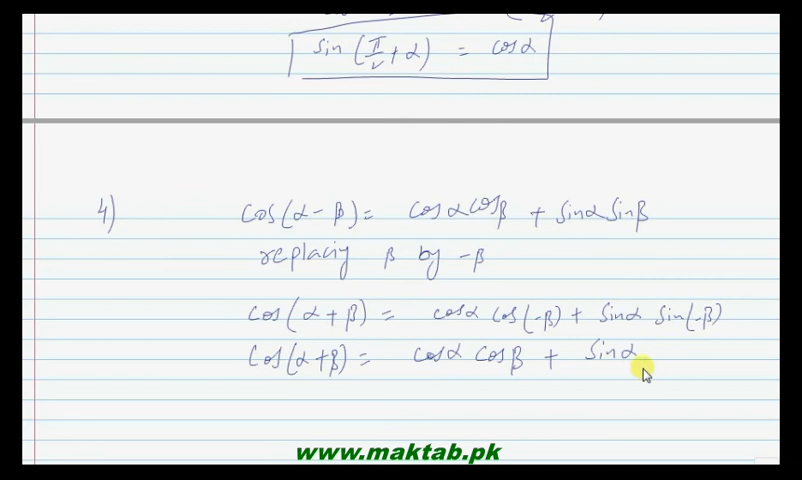 sin (π/2 + α) = cosα
4) cos(α - β) = cosα cosβ + sinα sinβ
replacing β by -β
cos(α + β) = cosα cos(-β) + sinα sin(-β)
cos(α + β) = cosα cosβ + sinα
www.maktab.pk